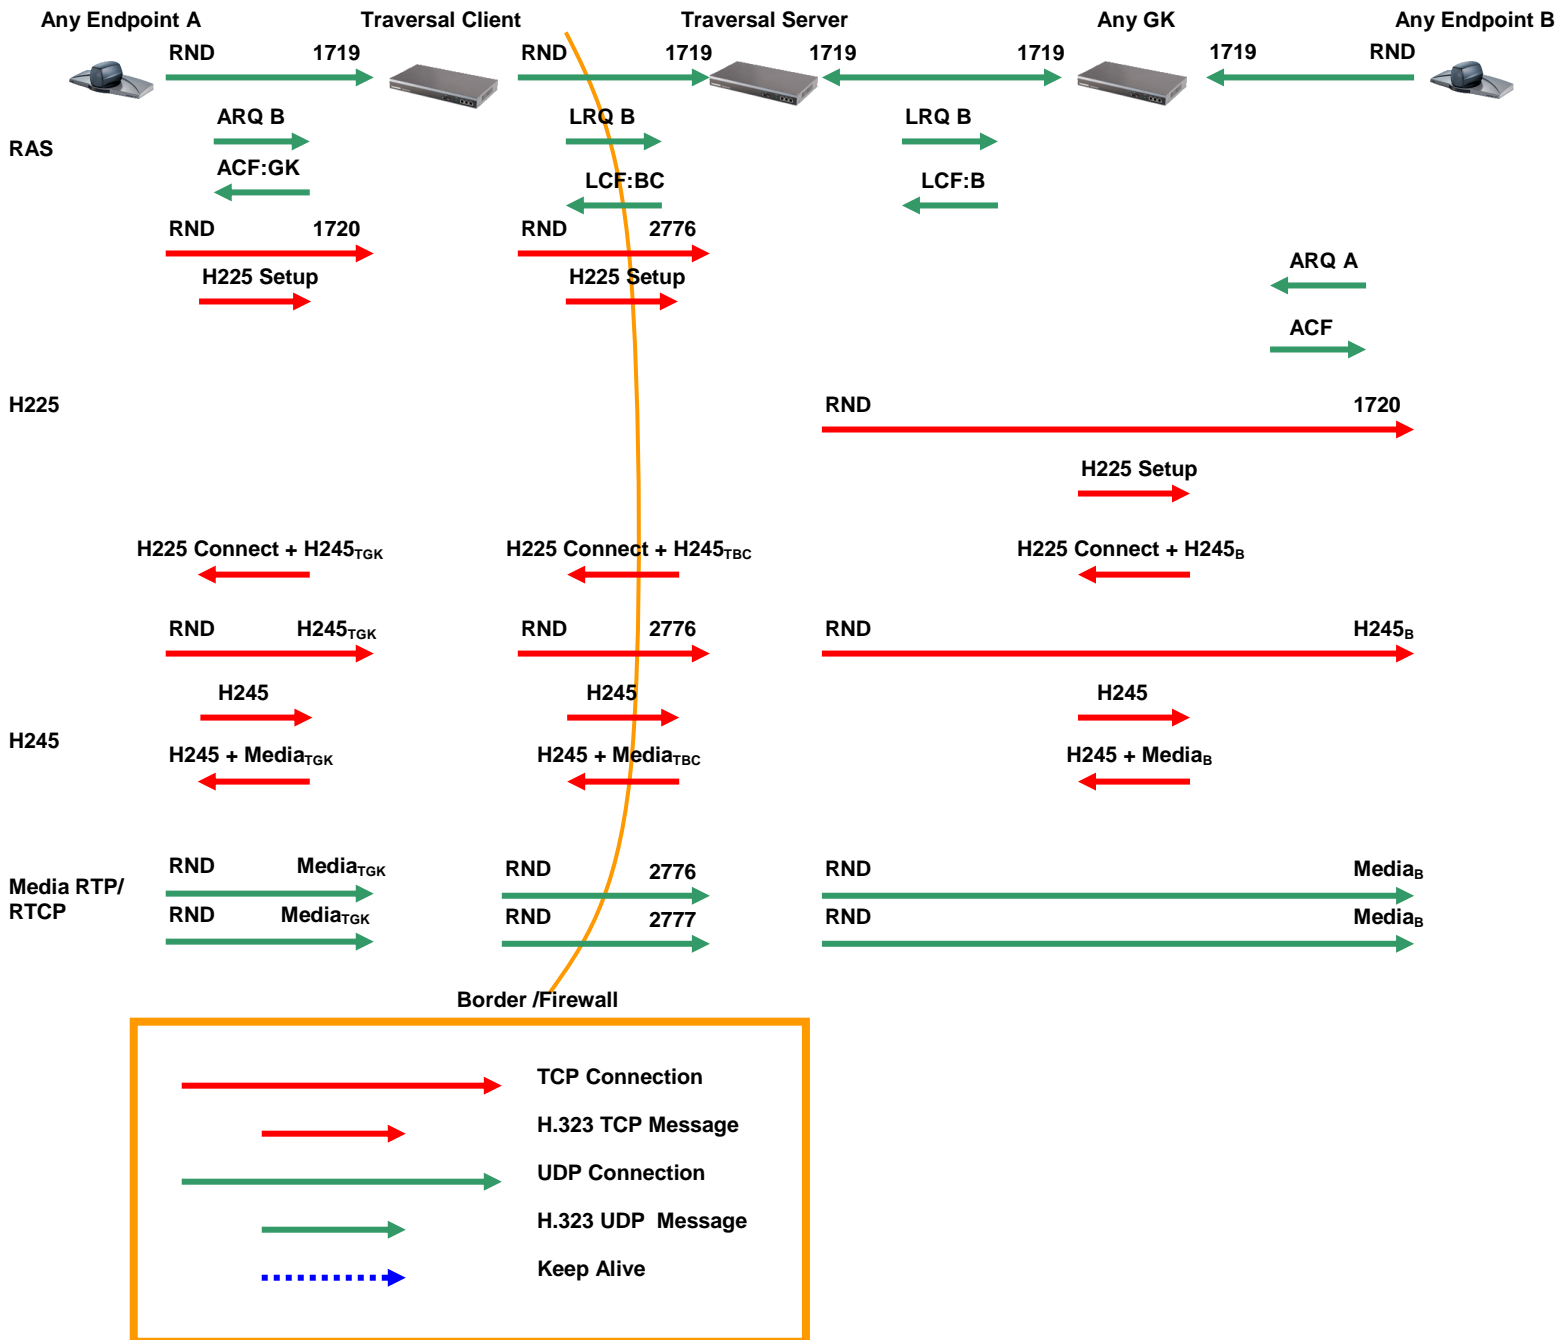 Any Endpoint A Traversal Client Traversal Server Any GK Any Endpoint B
RND 1719 RND 1719 1719 1719 1719 RND
ARQ B LRQ B LRQ B
RAS
ACF:GK LCF:BC LCF:B
RND 1720 RND 2776
H225 Setup H225 Setup ARQ A
ACF
H225 RND 1720
H225 Setup
H225 Connect + H245TGK H225 Connect + H245TBC H225 Connect + H245B
RND H245TGK RND 2776 RND H245B
H245 H245 H245
H245
H245 + MediaTGK H245 + MediaTBC H245 + MediaB
RND MediaTGK RND 2776 RND MediaB
Media RTP/
RTCP
RND MediaTGK RND 2777 RND MediaB
Border /Firewall
TCP Connection
H.323 TCP Message
UDP Connection
H.323 UDP Message
Keep Alive